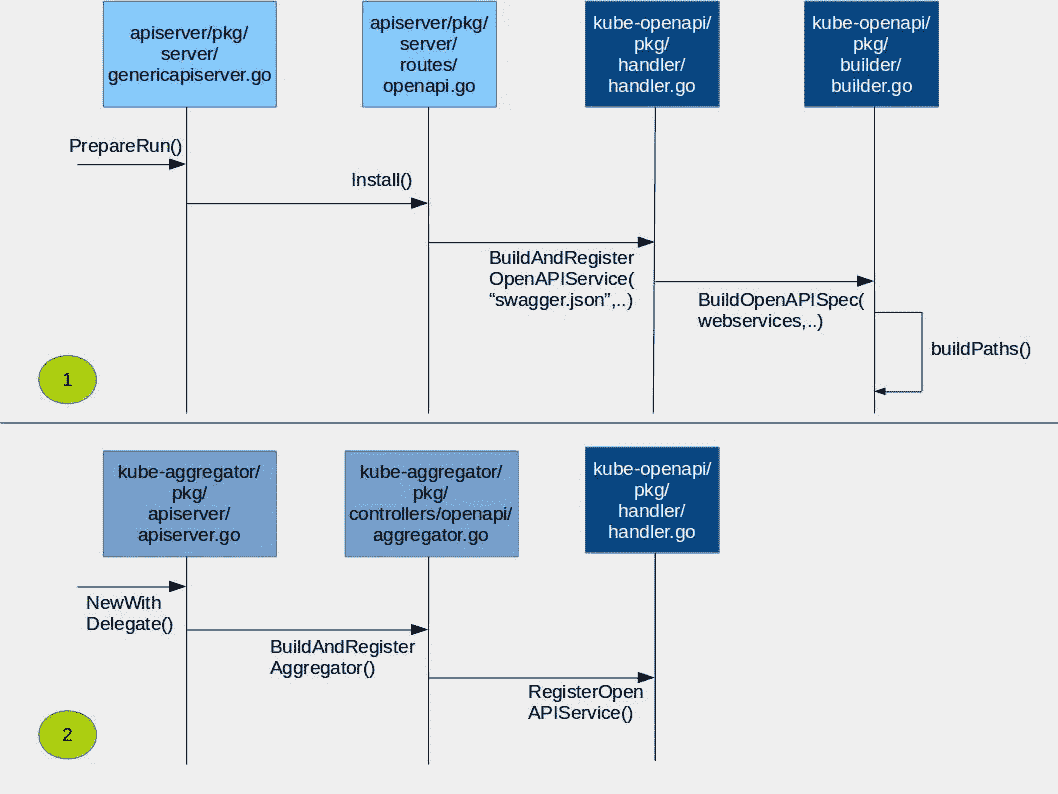 apiserver/pkg/
server/
genericapiserver.go
apiserver/pkg/
server/
routes/
openapi.go
kube-openapi/
pkg/
handler/
handler.go
kube-openapi/
pkg/
builder/
builder.go
PrepareRun()
Install()
BuildAndRegister
OpenAPIService(
“swagger.json”,..)
BuildOpenAPISpec(
webservices,..)
buildPaths()
1
kube-aggregator/
pkg/
apiserver/
apiserver.go
kube-aggregator/
pkg/
controllers/openapi/
aggregator.go
kube-openapi/
pkg/
handler/
handler.go
NewWith
Delegate()
BuildAndRegister
Aggregator()
RegisterOpen
APIService()
2